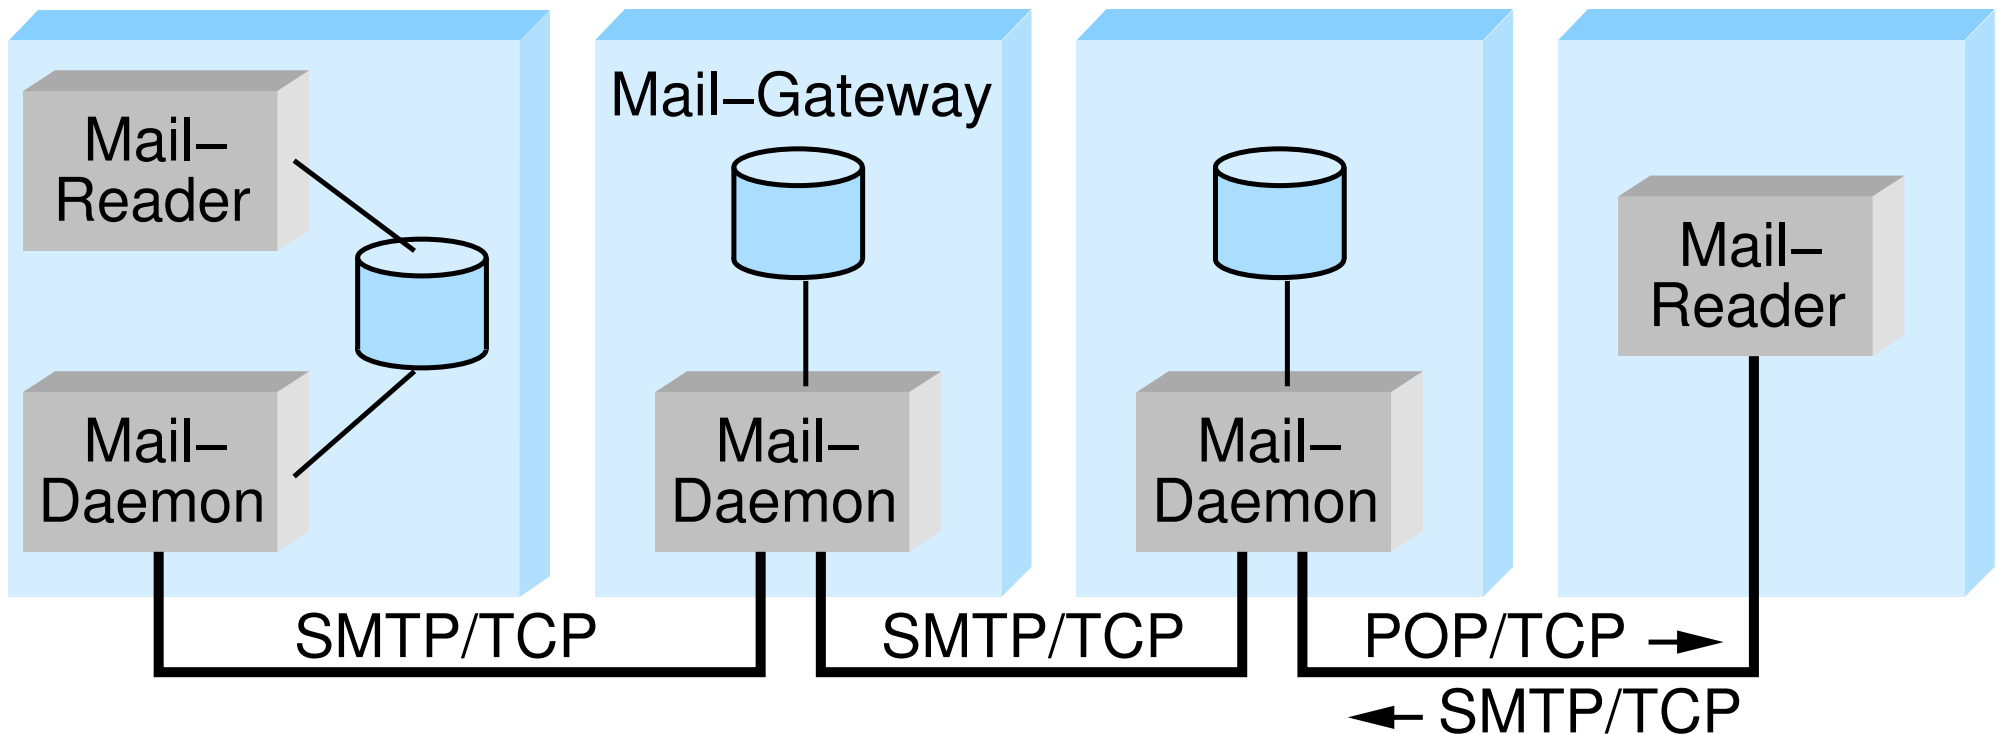 Mail–
Reader
Mail–
Daemon
Mail–Gateway
Mail–
Daemon
Mail–
Daemon
Mail–
Reader
SMTP/TCP
SMTP/TCP
POP/TCP
SMTP/TCP